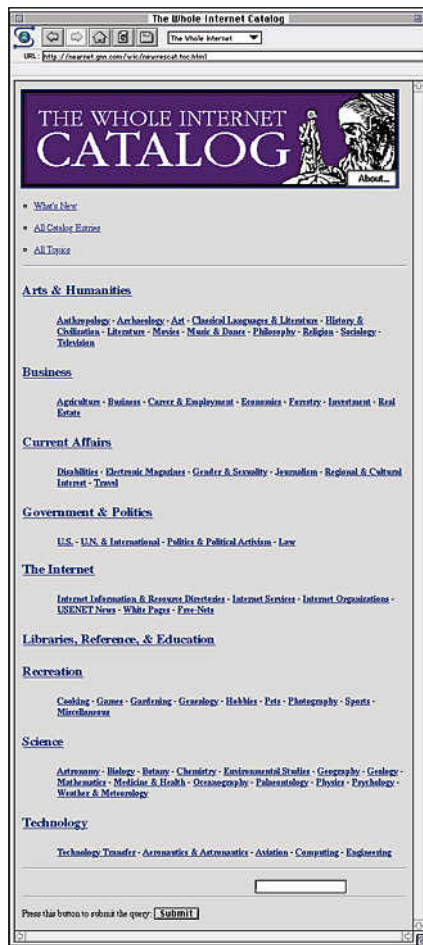 The Whole Internet Catalog
The Whole Internet
URL: http://nearnet.gnn.com/wic/newrescat.toc.html
THE WHOLE INTERNET
CATALOG
About...
What's New
All Catalog Entries
All Topics
Arts & Humanities
Anthropology - Archaeology - Art - Classical Languages & Literature - History &
Civilization - Literature - Movies - Music & Dance - Philosophy - Religion - Sociology -
Television
Business
Agriculture - Business - Career & Employment - Economics - Forestry - Investment - Real
Estate
Current Affairs
Disabilities - Electronic Magazines - Gender & Sexuality - Journalism - Regional & Cultural
Interest - Travel
Government & Politics
U.S. - U.N. & International - Politics & Political Activism - Law
The Internet
Internet Information & Resource Directories - Internet Services - Internet Organizations -
USENET News - White Pages - Free-Nets
Libraries, Reference, & Education
Recreation
Cooking - Games - Gardening - Genealogy - Hobbies - Pets - Photography - Sports -
Miscellaneous
Science
Astronomy - Biology - Botany - Chemistry - Environmental Studies - Geography - Geology -
Mathematics - Medicine & Health - Oceanography - Palaeontology - Physics - Psychology -
Weather & Meteorology
Technology
Technology Transfer - Aeronautics & Astronautics - Aviation - Computing - Engineering
Press this button to submit the query: Submit